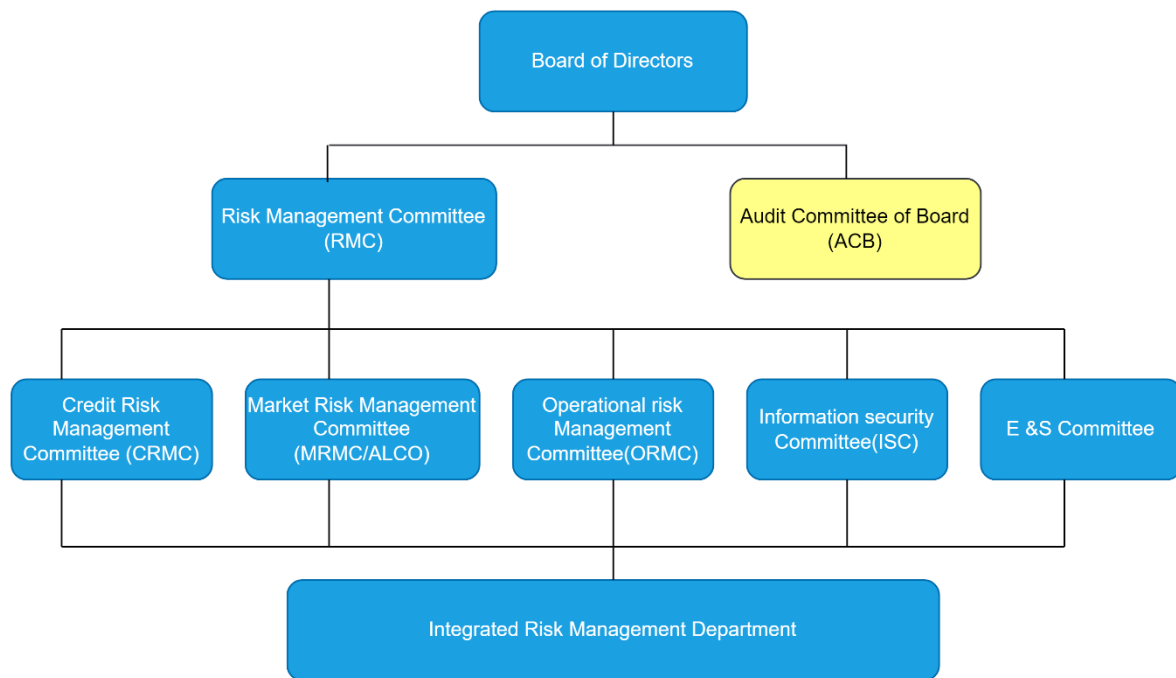 Board of Directors
Risk Management Committee
(RMC)
Audit Committee of Board
(ACB)
Credit Risk
Management
Committee (CRMC)
Market Risk Management
Committee
(MRMC/ALCO)
Operational risk
Management
Committee(ORMC)
Information security
Committee(ISC)
E &S Committee
Integrated Risk Management Department